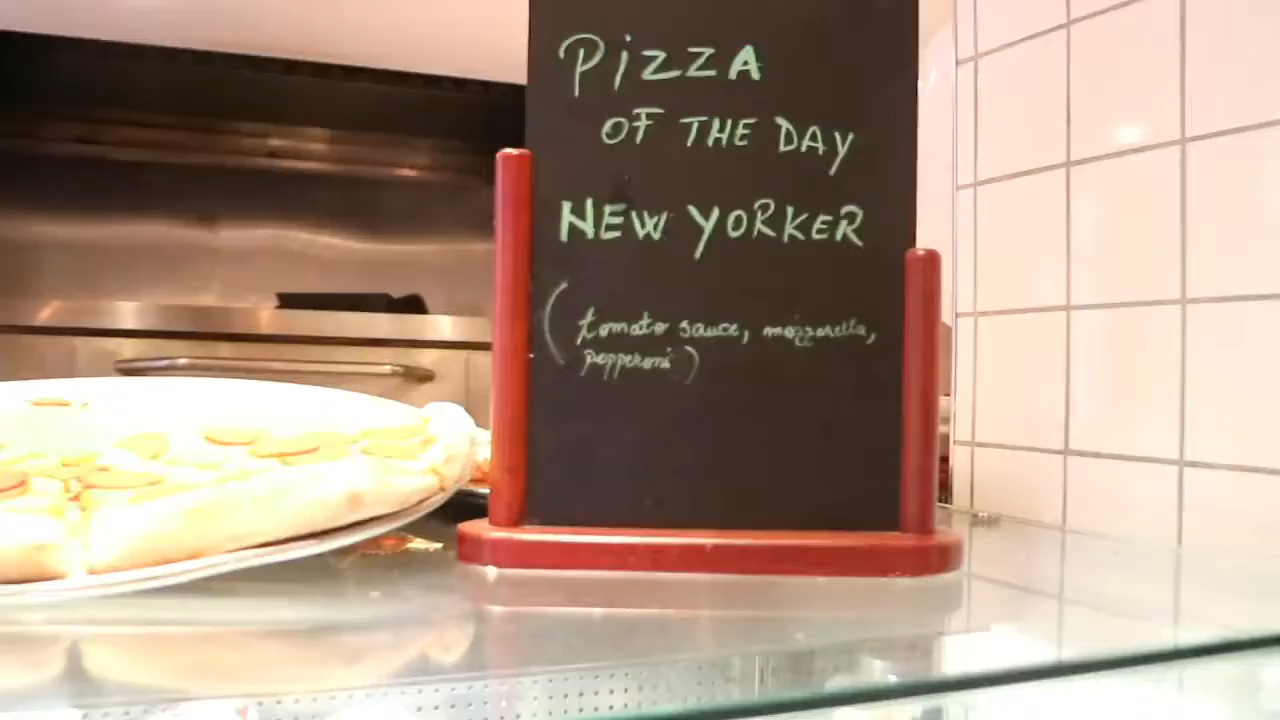 PiZZA
OF THE DAY
NEW YORKER
(tomato sauce, mozzarella,
pepperoni)